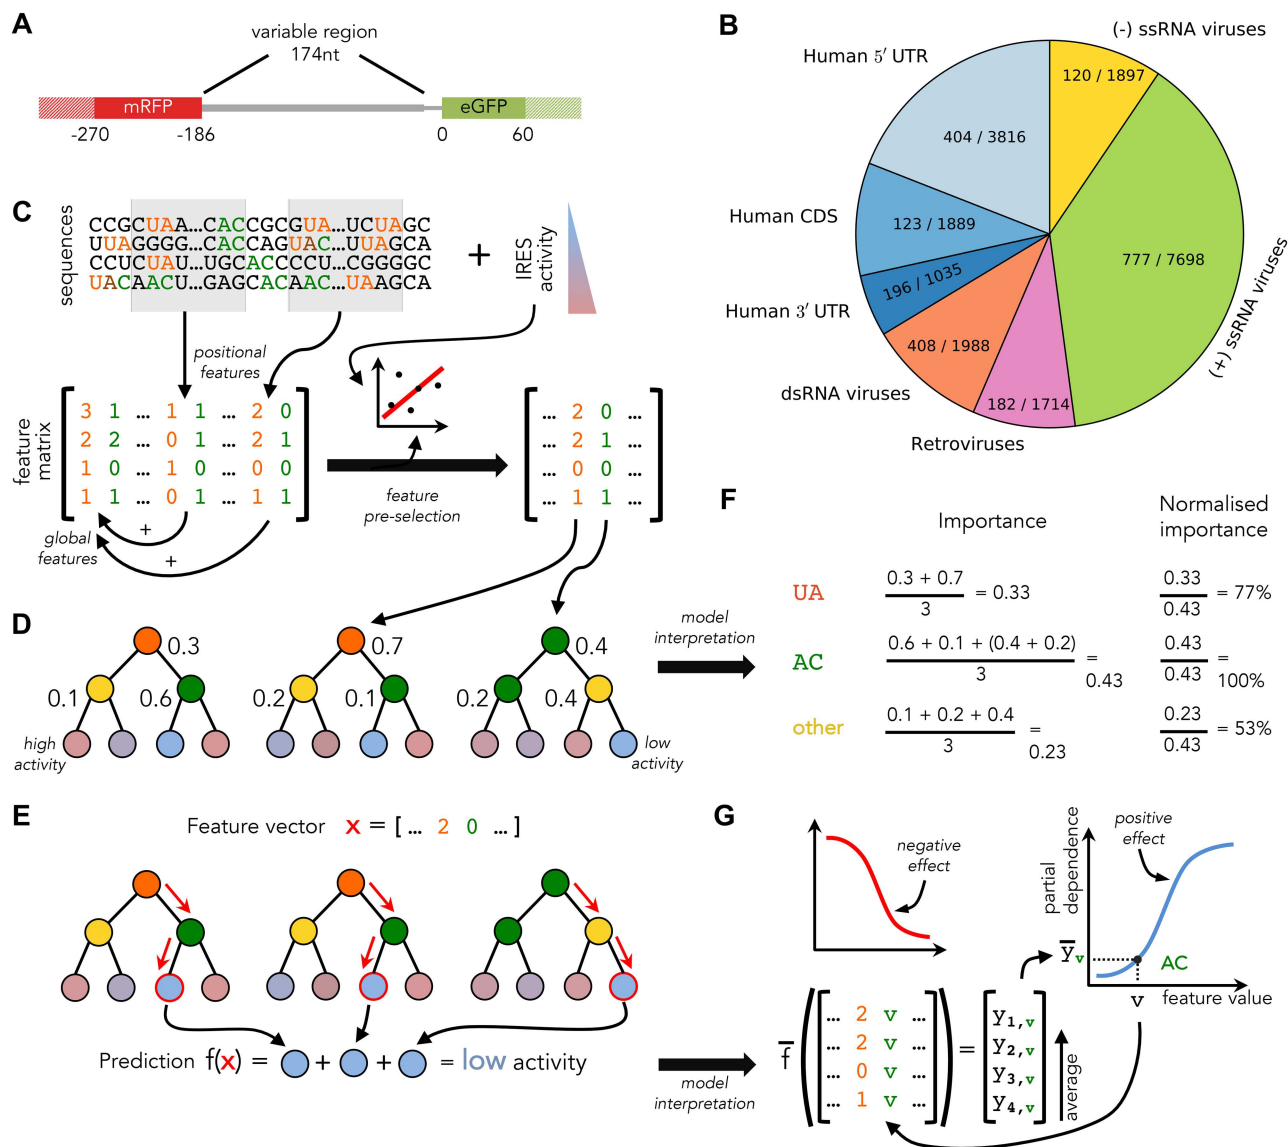 A
variable region
174nt
mRFP
eGFP
-270
-186
0
60
B
(-) ssRNA viruses
Human 5′ UTR
120 / 1897
404 / 3816
Human CDS
123 / 1889
777 / 7698
196 / 1035
Human 3′ UTR
408 / 1988
(+) ssRNA viruses
dsRNA viruses
182 / 1714
Retroviruses
C
sequences
CCGCUAA...CACCGCGUA...UCUAGC
UUAGGGG...CACCAGUAC...UUAGCA
CCUCUAU...UGCACCCCU...CGGGGC
UACAACU...GAGCACAAC...UAAGCA
+
IRES
activity
positional
features
feature
matrix
3 1 ... 1 1 ... 2 0
2 2 ... 0 1 ... 2 1
1 0 ... 1 0 ... 0 0
1 1 ... 0 1 ... 1 1
... 2 0 ...
... 2 1 ...
... 0 0 ...
... 1 1 ...
feature
pre-selection
+
+
global
features
D
0.3
0.7
0.4
0.1
0.6
0.2
0.1
0.2
0.4
high
activity
low
activity
model
interpretation
F
Importance
Normalised
importance
UA
0.3 + 0.7
3
= 0.33
0.33
0.43
= 77%
AC
0.6 + 0.1 + (0.4 + 0.2)
3
=
0.43
0.43
0.43
=
100%
other
0.1 + 0.2 + 0.4
3
=
0.23
0.23
0.43
= 53%
E
Feature vector x = [ ... 2 0 ... ]
Prediction f(x) = + + = low activity
model
interpretation
G
negative
effect
positive
effect
partial
dependence
y̅v
AC
v
feature value
f̅
... 2 v ...
... 2 v ...
... 0 v ...
... 1 v ...
=
y1,v
y2,v
y3,v
y4,v
average